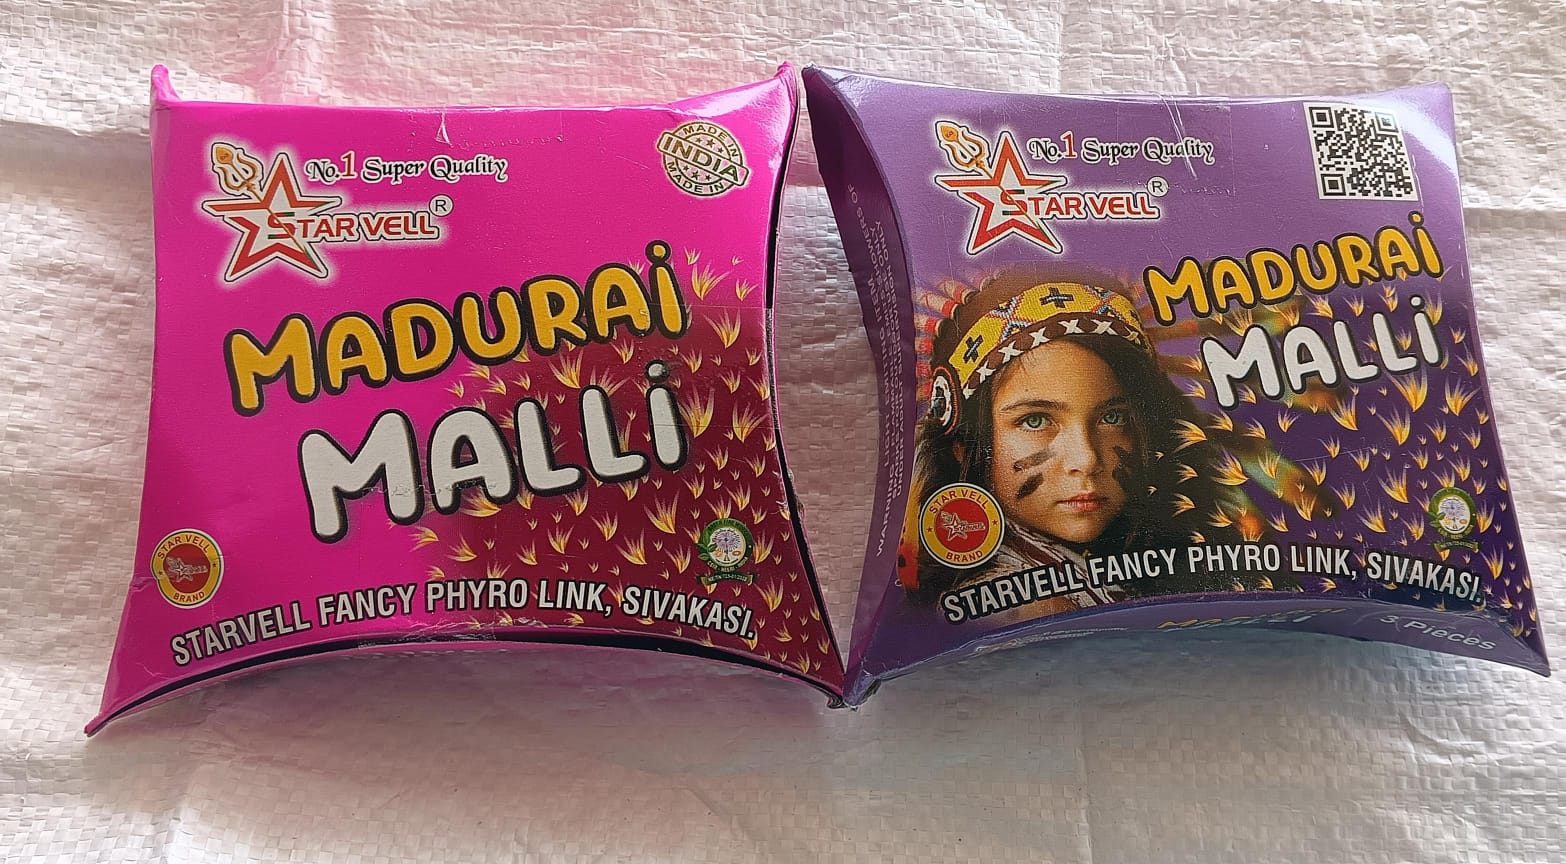 No.1 Super Quality
STAR VELL®
MADE IN
INDIA
MADE IN
MADURAI
MALLI
STAR VELL
BRAND
STARVELL FANCY PHYRO LINK, SIVAKASI.
No.1 Super Quality
STAR VELL®
MADURAI
MALLI
STAR VELL
BRAND
STARVELL FANCY PHYRO LINK, SIVAKASI.
3 Pieces